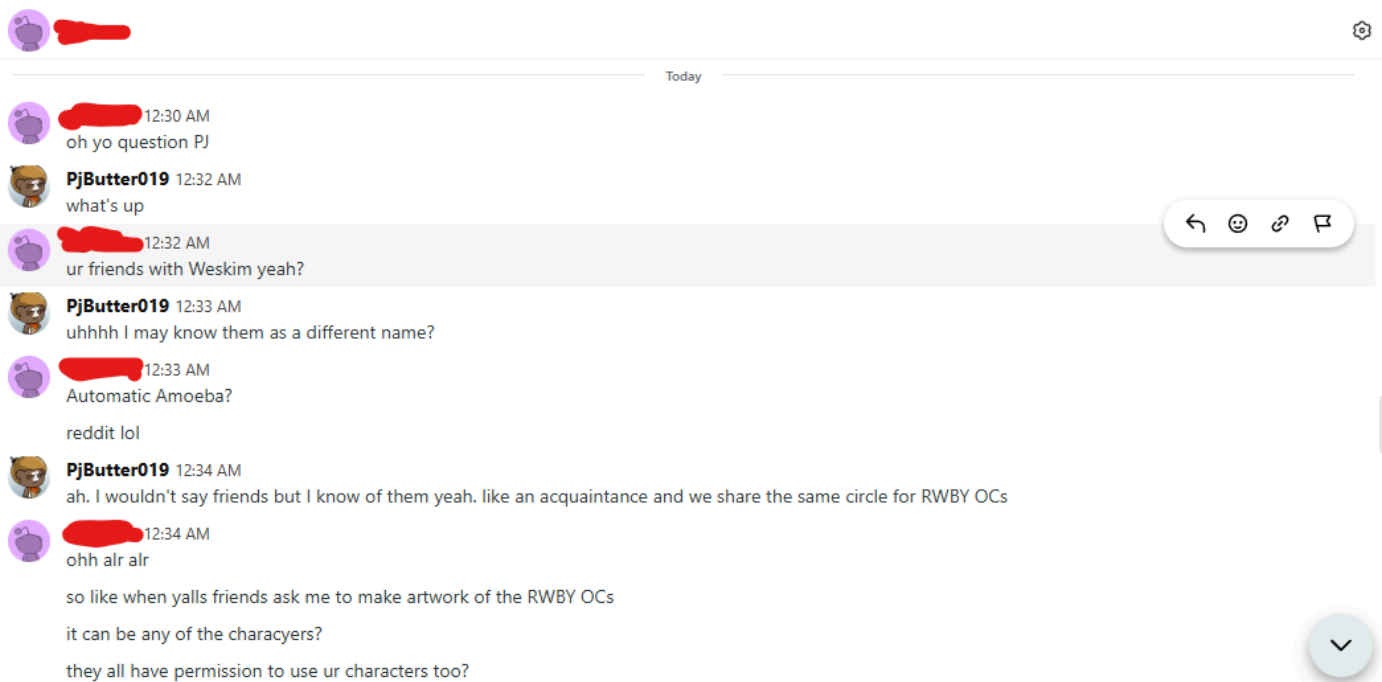 Today
12:30 AM
oh yo question PJ
PjButter019 12:32 AM
what's up
12:32 AM
ur friends with Weskim yeah?
PjButter019 12:33 AM
uhhhh I may know them as a different name?
12:33 AM
Automatic Amoeba?
reddit lol
PjButter019 12:34 AM
ah. I wouldn't say friends but I know of them yeah. like an acquaintance and we share the same circle for RWBY OCs
12:34 AM
ohh alr alr
so like when yalls friends ask me to make artwork of the RWBY OCs
it can be any of the characyers?
they all have permission to use ur characters too?